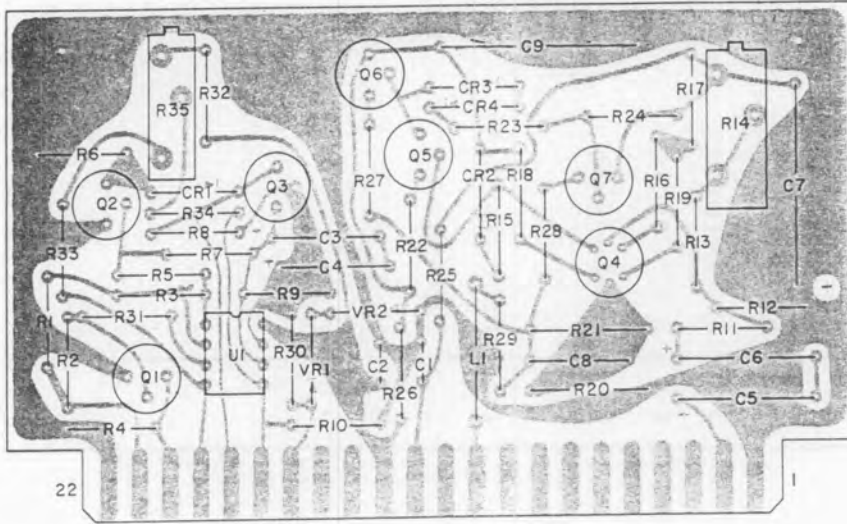 C9
Q6
R17
R32
CR3
R35
CR4
R24
R14
R23
R6
Q5
Q3
CR2
R18
Q7
R16
R27
CR1
C7
Q2
R34
R19
R33
R8
R15
C3
R22
R28
R13
R7
Q4
C4
R25
R5
R3
R9
VR2
R12
R1
R31
R21
R11
R2
U1
R30
R29
C2
C1
L1
C8
C6
VR1
Q1
R26
R20
C5
R4
R10
22
1